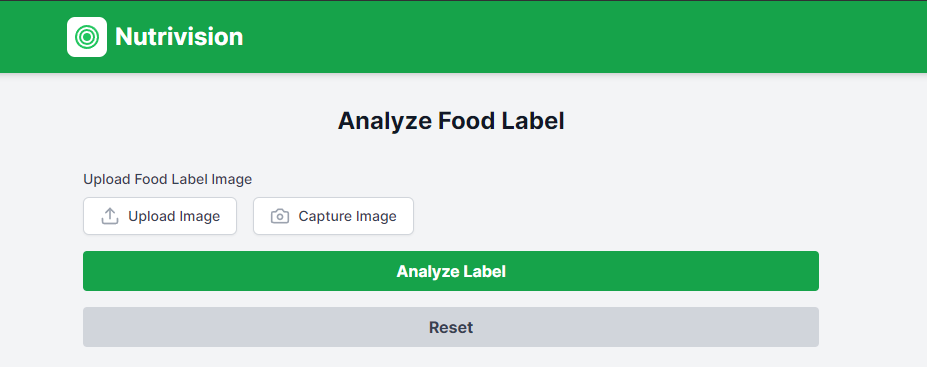 Nutrivision
Analyze Food Label
Upload Food Label Image
Upload Image Capture Image
Analyze Label
Reset